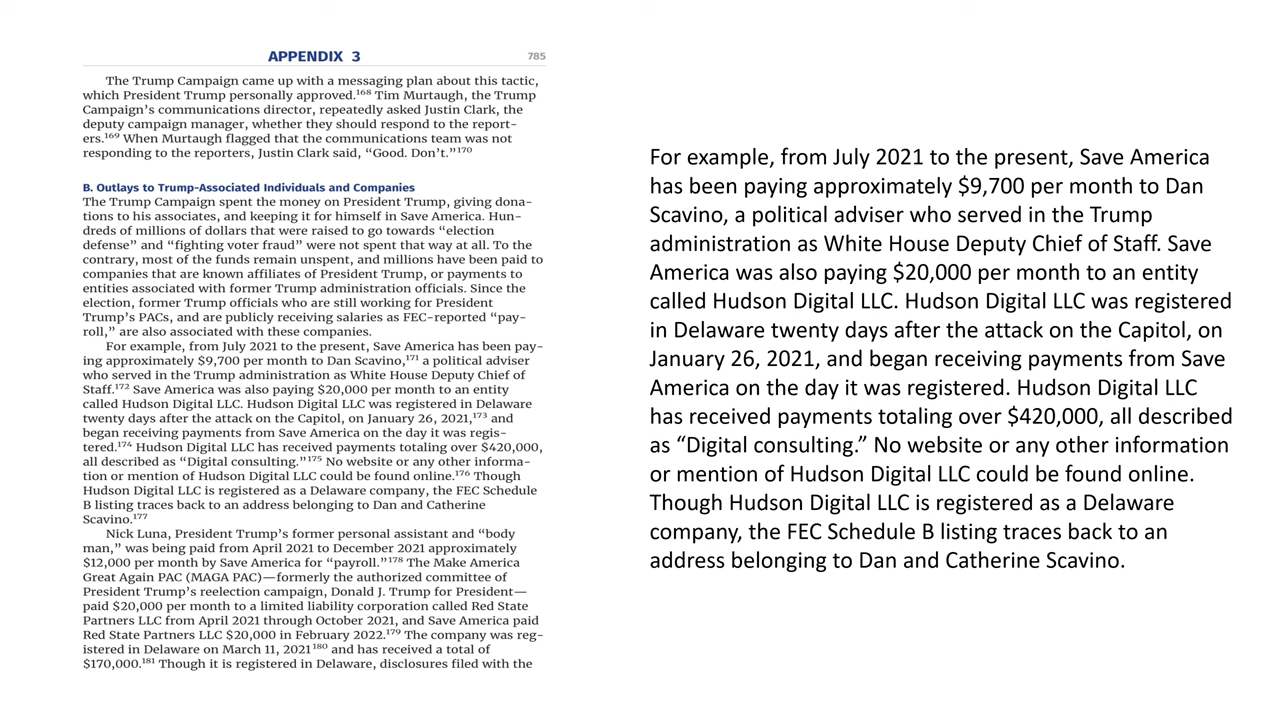 APPENDIX 3
785
The Trump Campaign came up with a messaging plan about this tactic,
which President Trump personally approved.¹⁶⁸ Tim Murtaugh, the Trump
Campaign’s communications director, repeatedly asked Justin Clark, the
deputy campaign manager, whether they should respond to the report-
ers.¹⁶⁹ When Murtaugh flagged that the communications team was not
responding to the reporters, Justin Clark said, “Good. Don’t.”¹⁷⁰
B. Outlays to Trump-Associated Individuals and Companies
The Trump Campaign spent the money on President Trump, giving dona-
tions to his associates, and keeping it for himself in Save America. Hun-
dreds of millions of dollars that were raised to go towards “election
defense” and “fighting voter fraud” were not spent that way at all. To the
contrary, most of the funds remain unspent, and millions have been paid to
companies that are known affiliates of President Trump, or payments to
entities associated with former Trump administration officials. Since the
election, former Trump officials who are still working for President
Trump’s PACs, and are publicly receiving salaries as FEC-reported “pay-
roll,” are also associated with these companies.
For example, from July 2021 to the present, Save America has been pay-
ing approximately $9,700 per month to Dan Scavino,¹⁷¹ a political adviser
who served in the Trump administration as White House Deputy Chief of
Staff.¹⁷² Save America was also paying $20,000 per month to an entity
called Hudson Digital LLC. Hudson Digital LLC was registered in Delaware
twenty days after the attack on the Capitol, on January 26, 2021,¹⁷³ and
began receiving payments from Save America on the day it was regis-
tered.¹⁷⁴ Hudson Digital LLC has received payments totaling over $420,000,
all described as “Digital consulting.”¹⁷⁵ No website or any other informa-
tion or mention of Hudson Digital LLC could be found online.¹⁷⁶ Though
Hudson Digital LLC is registered as a Delaware company, the FEC Schedule
B listing traces back to an address belonging to Dan and Catherine
Scavino.¹⁷⁷
Nick Luna, President Trump’s former personal assistant and “body
man,” was being paid from April 2021 to December 2021 approximately
$12,000 per month by Save America for “payroll.”¹⁷⁸ The Make America
Great Again PAC (MAGA PAC)—formerly the authorized committee of
President Trump’s reelection campaign, Donald J. Trump for President—
paid $20,000 per month to a limited liability corporation called Red State
Partners LLC from April 2021 through October 2021, and Save America paid
Red State Partners LLC $20,000 in February 2022.¹⁷⁹ The company was reg-
istered in Delaware on March 11, 2021¹⁸⁰ and has received a total of
$170,000.¹⁸¹ Though it is registered in Delaware, disclosures filed with the
For example, from July 2021 to the present, Save America
has been paying approximately $9,700 per month to Dan
Scavino, a political adviser who served in the Trump
administration as White House Deputy Chief of Staff. Save
America was also paying $20,000 per month to an entity
called Hudson Digital LLC. Hudson Digital LLC was registered
in Delaware twenty days after the attack on the Capitol, on
January 26, 2021, and began receiving payments from Save
America on the day it was registered. Hudson Digital LLC
has received payments totaling over $420,000, all described
as “Digital consulting.” No website or any other information
or mention of Hudson Digital LLC could be found online.
Though Hudson Digital LLC is registered as a Delaware
company, the FEC Schedule B listing traces back to an
address belonging to Dan and Catherine Scavino.